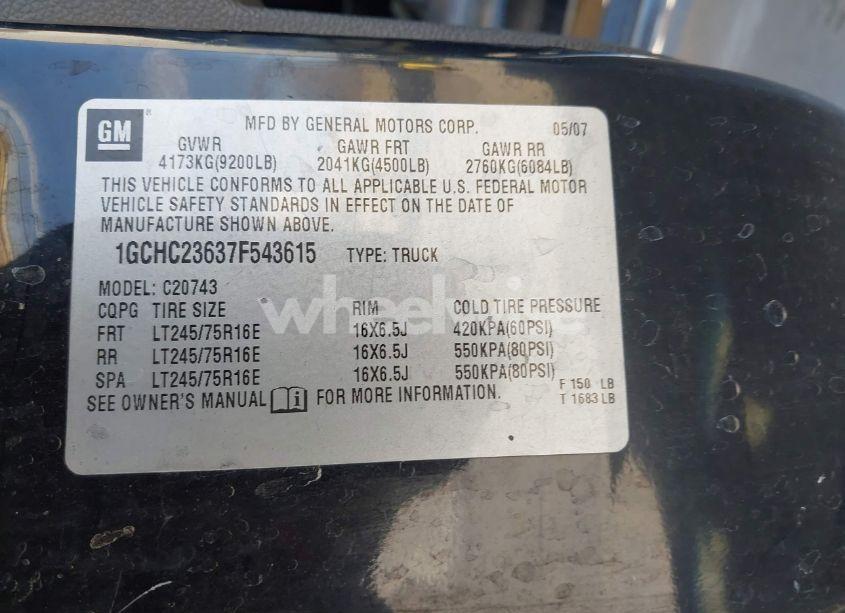 GM
MFD BY GENERAL MOTORS CORP. 05/07
GVWR GAWR FRT GAWR RR
4173KG(9200LB) 2041KG(4500LB) 2760KG(6084LB)
THIS VEHICLE CONFORMS TO ALL APPLICABLE U.S. FEDERAL MOTOR
VEHICLE SAFETY STANDARDS IN EFFECT ON THE DATE OF
MANUFACTURE SHOWN ABOVE.
1GCHC23637F543615 TYPE: TRUCK
MODEL: C20743
CQPG TIRE SIZE RIM COLD TIRE PRESSURE
FRT LT245/75R16E 16X6.5J 420KPA(60PSI)
RR LT245/75R16E 16X6.5J 550KPA(80PSI)
SPA LT245/75R16E 16X6.5J 550KPA(80PSI)
SEE OWNER'S MANUAL FOR MORE INFORMATION.
F 150 LB
T 1683 LB